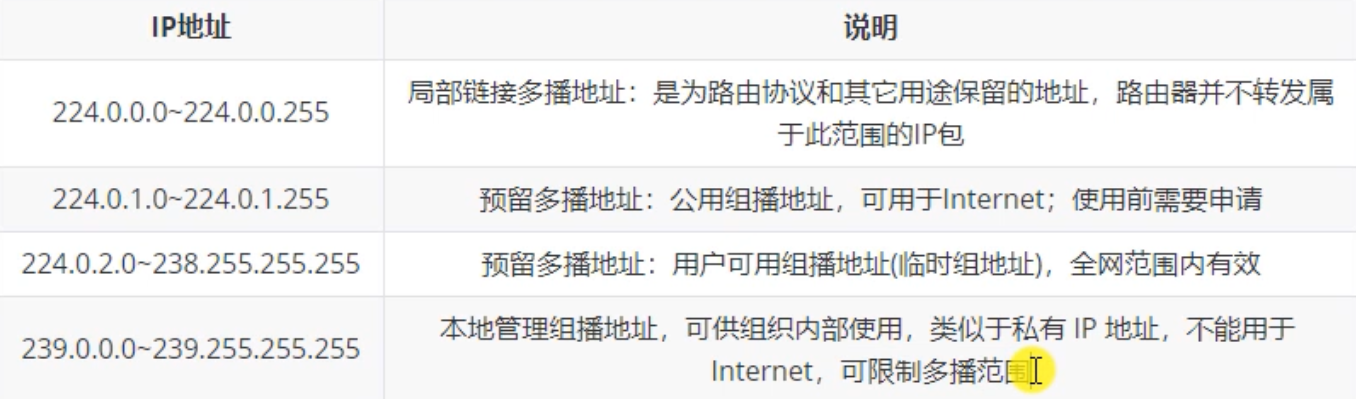 IP地址 说明
224.0.0.0~224.0.0.255 局部链接多播地址：是为路由协议和其它用途保留的地址，路由器并不转发属
于此范围的IP包
224.0.1.0~224.0.1.255 预留多播地址：公用组播地址，可用于Internet；使用前需要申请
224.0.2.0~238.255.255.255 预留多播地址：用户可用组播地址(临时组地址)，全网范围内有效
239.0.0.0~239.255.255.255 本地管理组播地址，可供组织内部使用，类似于私有 IP 地址，不能用于
Internet，可限制多播范围